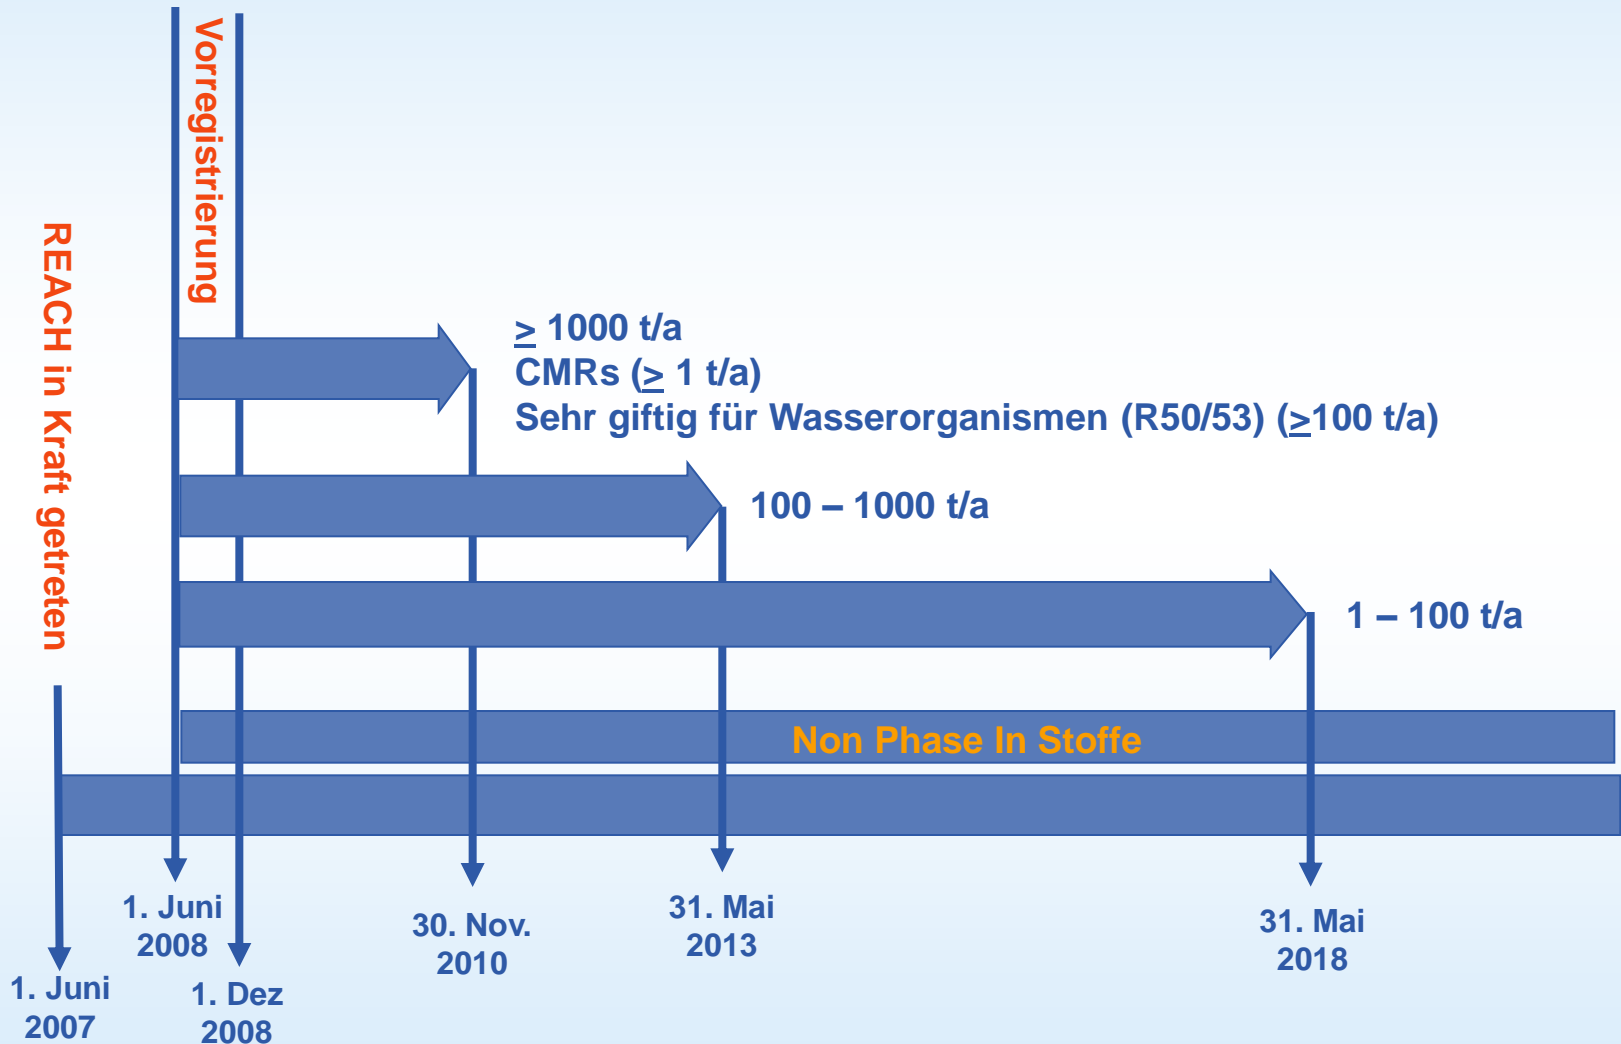 Vorregistrierung
REACH in Kraft getreten
≥ 1000 t/a
CMRs (≥ 1 t/a)
Sehr giftig für Wasserorganismen (R50/53) (≥100 t/a)
100 – 1000 t/a
1 – 100 t/a
Non Phase In Stoffe
1. Juni
2008
30. Nov.
2010
31. Mai
2013
31. Mai
2018
1. Juni
2007
1. Dez
2008